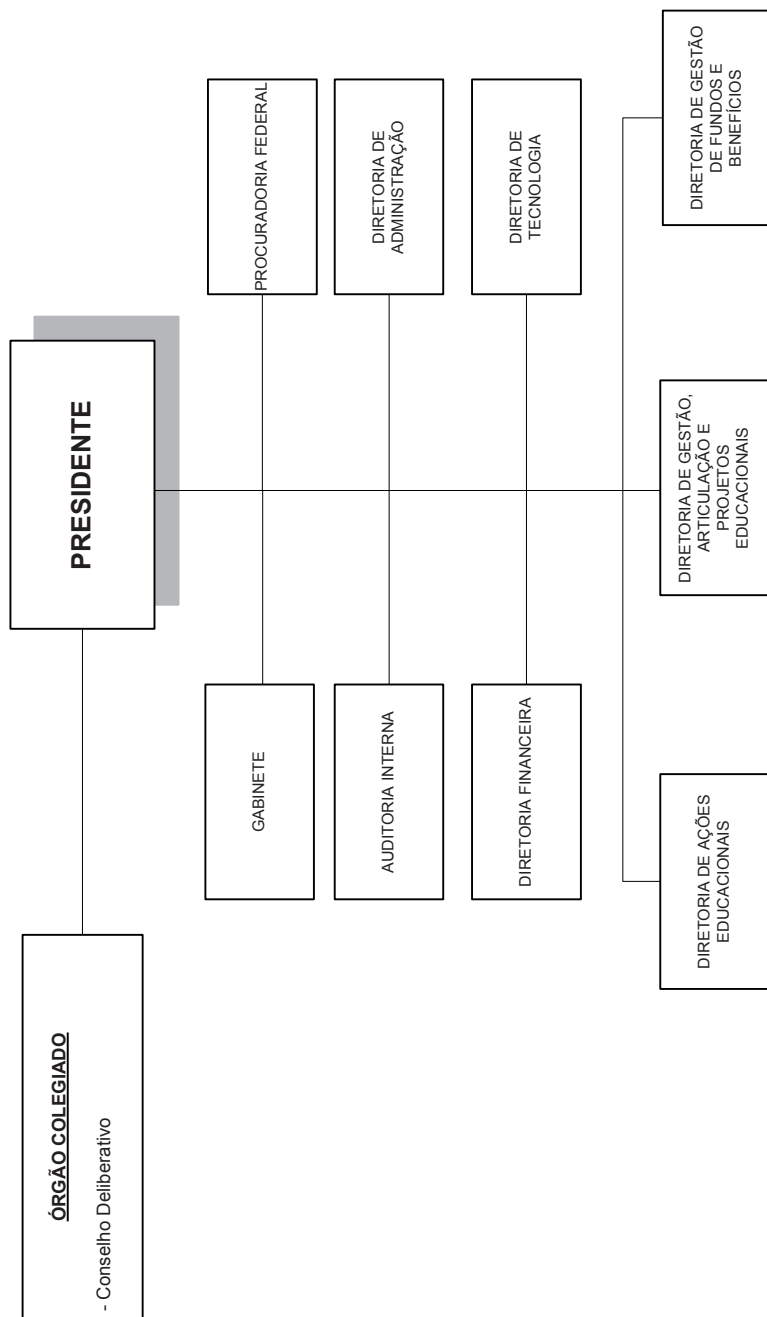 ÓRGÃO COLEGIADO
- Conselho Deliberativo
PRESIDENTE
GABINETE
PROCURADORIA FEDERAL
AUDITORIA INTERNA
DIRETORIA DE
ADMINISTRAÇÃO
DIRETORIA FINANCEIRA
DIRETORIA DE
TECNOLOGIA
DIRETORIA DE AÇÕES
EDUCACIONAIS
DIRETORIA DE GESTÃO,
ARTICULAÇÃO E
PROJETOS
EDUCACIONAIS
DIRETORIA DE GESTÃO
DE FUNDOS E
BENEFÍCIOS